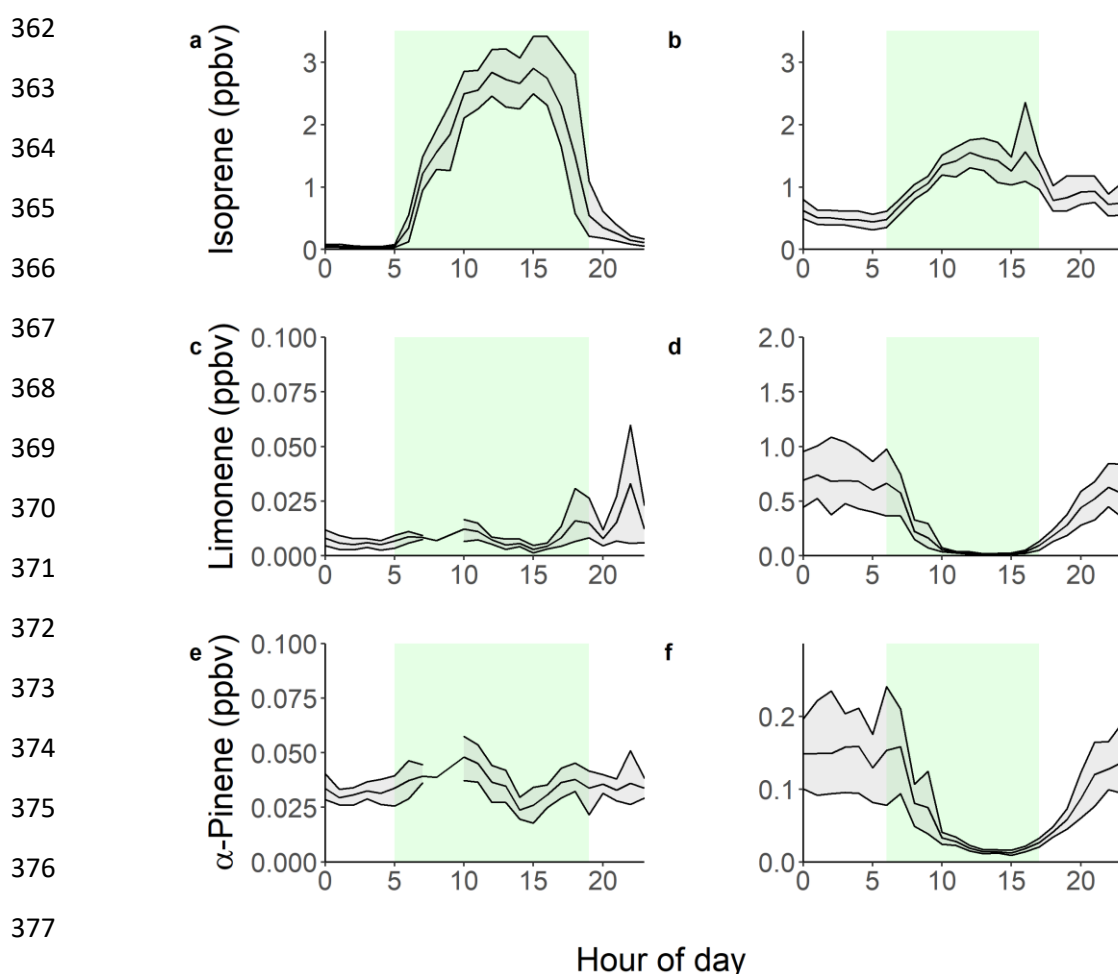 362
363
364
365
366
367
368
369
370
371
372
373
374
375
376
377
a
Isoprene (ppbv)
3
2
1
0
0 5 10 15 20
b
3
2
1
0
0 5 10 15 20
c
Limonene (ppbv)
0.100
0.075
0.050
0.025
0.000
0 5 10 15 20
d
2.0
1.5
1.0
0.5
0.0
0 5 10 15 20
e
α-Pinene (ppbv)
0.100
0.075
0.050
0.025
0.000
0 5 10 15 20
f
0.2
0.1
0.0
0 5 10 15 20
Hour of day